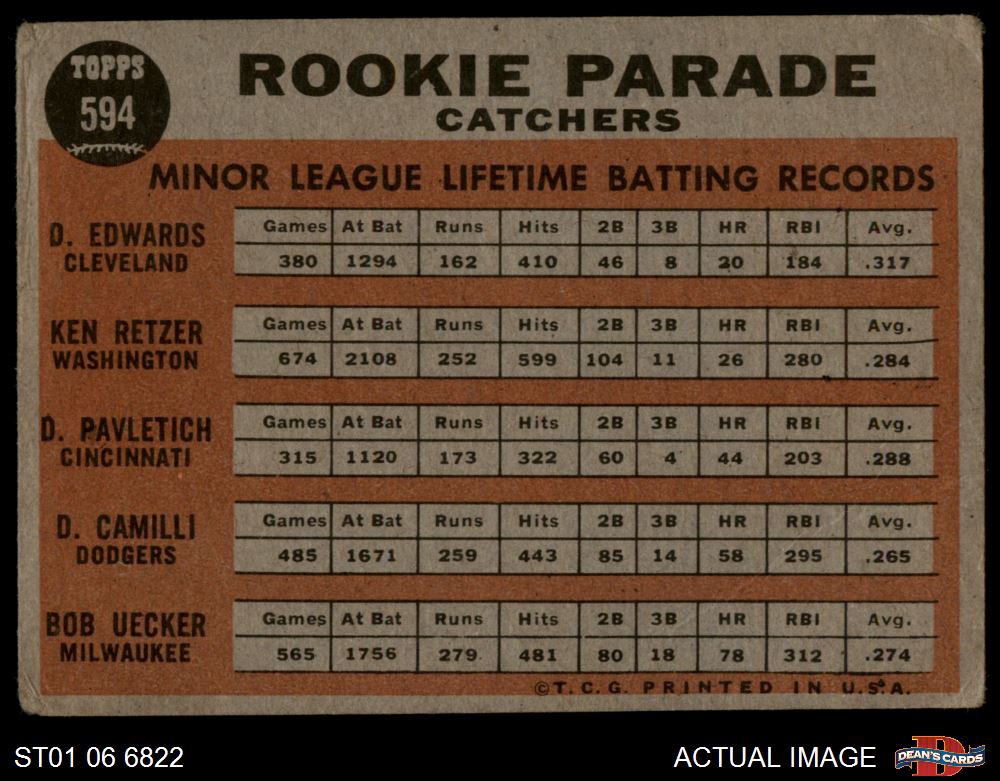 TOPPS
594
ROOKIE PARADE
CATCHERS
MINOR LEAGUE LIFETIME BATTING RECORDS
D. EDWARDS
CLEVELAND
Games At Bat Runs Hits 2B 3B HR RBI Avg.
380 1294 162 410 46 8 20 184 .317
KEN RETZER
WASHINGTON
Games At Bat Runs Hits 2B 3B HR RBI Avg.
674 2108 252 599 104 11 26 280 .284
D. PAVLETICH
CINCINNATI
Games At Bat Runs Hits 2B 3B HR RBI Avg.
315 1120 173 322 60 4 44 203 .288
D. CAMILLI
DODGERS
Games At Bat Runs Hits 2B 3B HR RBI Avg.
485 1671 259 443 85 14 58 295 .265
BOB UECKER
MILWAUKEE
Games At Bat Runs Hits 2B 3B HR RBI Avg.
565 1756 279 481 80 18 78 312 .274
©T.C.G. PRINTED IN U.S.A.
ST01 06 6822
ACTUAL IMAGE
D
DEAN'S CARDS